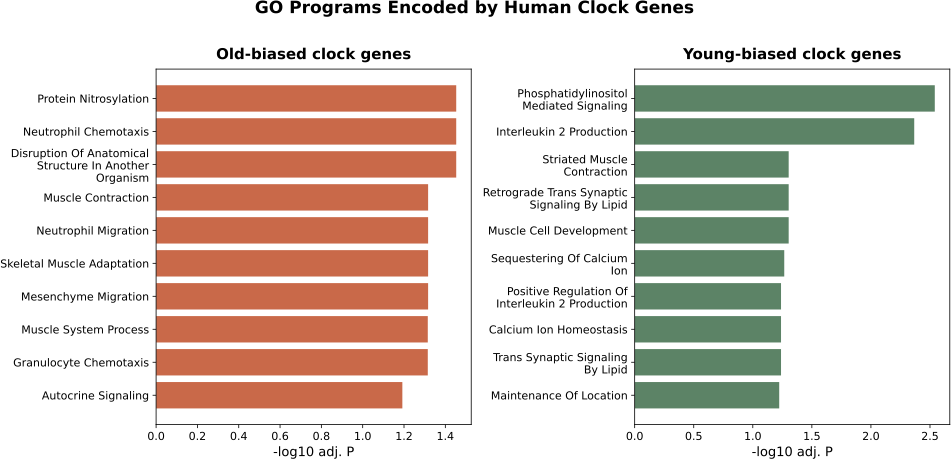 GO Programs Encoded by Human Clock Genes
Old-biased clock genes
Protein Nitrosylation
Neutrophil Chemotaxis
Disruption Of Anatomical
Structure In Another
Organism
Muscle Contraction
Neutrophil Migration
Skeletal Muscle Adaptation
Mesenchyme Migration
Muscle System Process
Granulocyte Chemotaxis
Autocrine Signaling
0.0 0.2 0.4 0.6 0.8 1.0 1.2 1.4
-log10 adj. P
Young-biased clock genes
Phosphatidylinositol
Mediated Signaling
Interleukin 2 Production
Striated Muscle
Contraction
Retrograde Trans Synaptic
Signaling By Lipid
Muscle Cell Development
Sequestering Of Calcium
Ion
Positive Regulation Of
Interleukin 2 Production
Calcium Ion Homeostasis
Trans Synaptic Signaling
By Lipid
Maintenance Of Location
0.0 0.5 1.0 1.5 2.0 2.5
-log10 adj. P